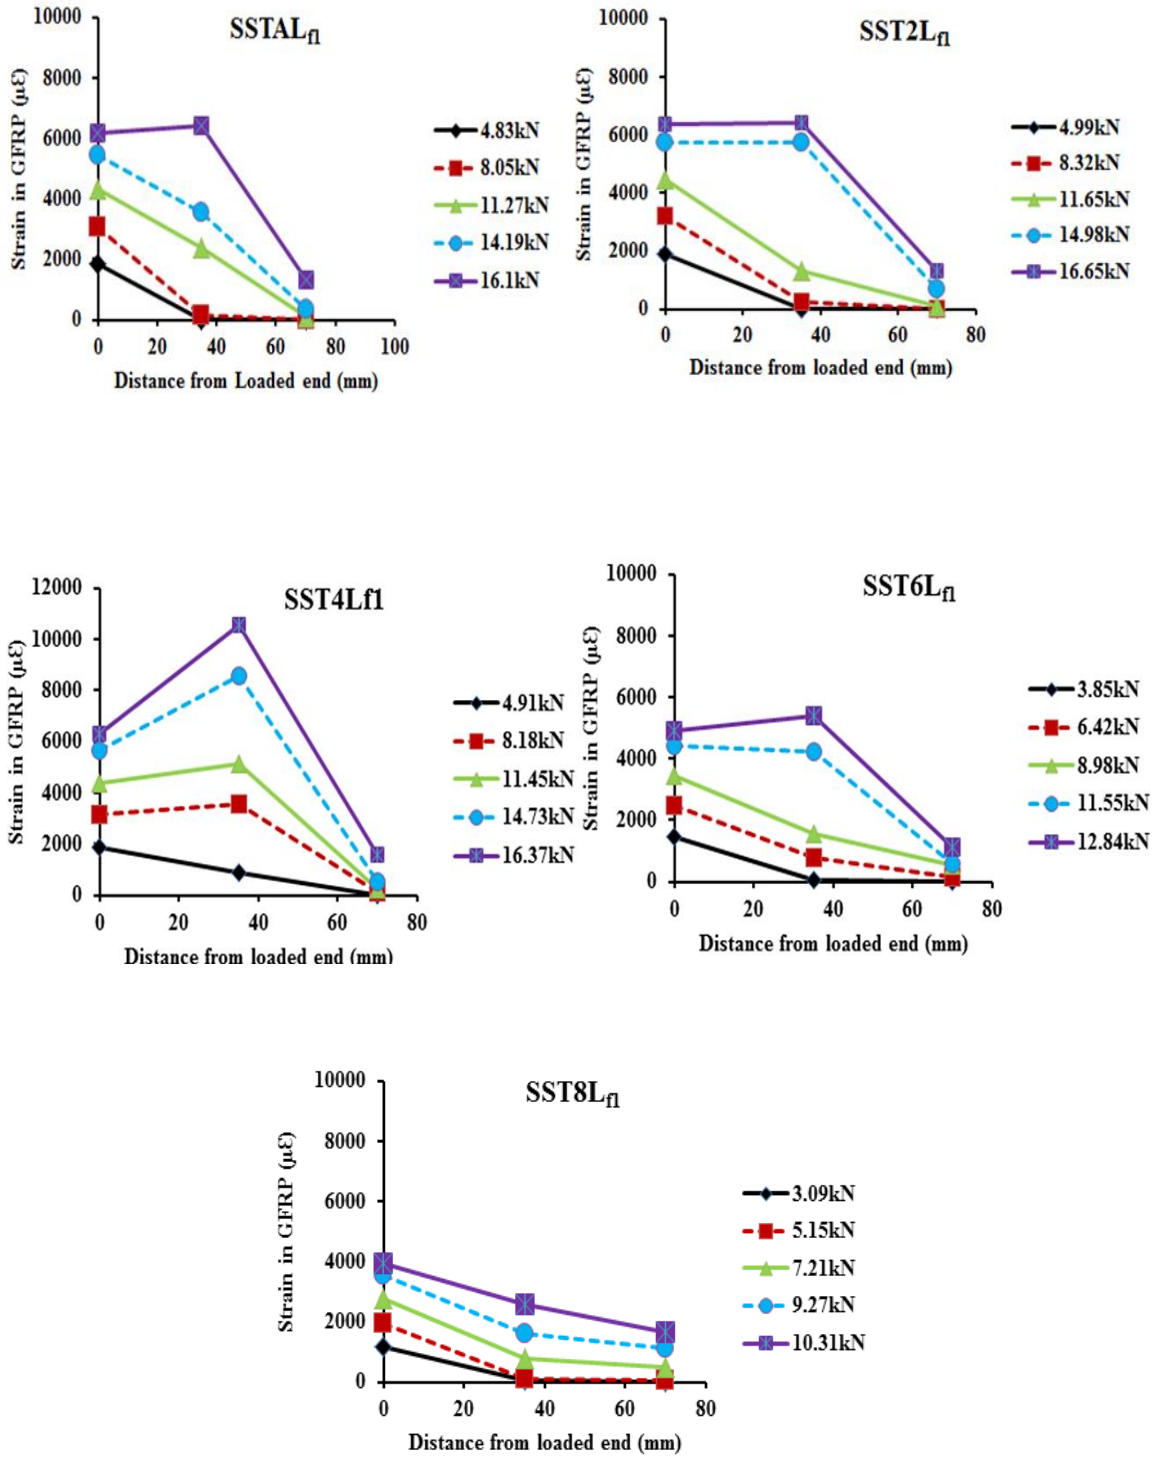 SSTALf1
Strain in GFRP (με)
10000
8000
6000
4000
2000
0
0 20 40 60 80 100
Distance from Loaded end (mm)
4.83kN
8.05kN
11.27kN
14.19kN
16.1kN
SST2Lf1
Strain in GFRP (με)
10000
8000
6000
4000
2000
0
0 20 40 60 80
Distance from loaded end (mm)
4.99kN
8.32kN
11.65kN
14.98kN
16.65kN
SST4Lf1
Strain in GFRP (με)
12000
10000
8000
6000
4000
2000
0
0 20 40 60 80
Distance from loaded end (mm)
4.91kN
8.18kN
11.45kN
14.73kN
16.37kN
SST6Lf1
Strain in GFRP (με)
10000
8000
6000
4000
2000
0
0 20 40 60 80
Distance from loaded end (mm)
3.85kN
6.42kN
8.98kN
11.55kN
12.84kN
SST8Lf1
Strain in GFRP (με)
10000
8000
6000
4000
2000
0
0 20 40 60 80
Distance from loaded end (mm)
3.09kN
5.15kN
7.21kN
9.27kN
10.31kN